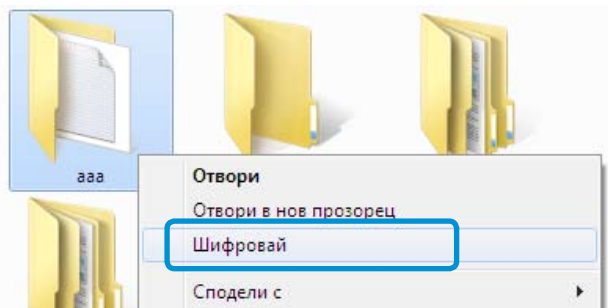 aaa
Отвори
Отвори в нов прозорец
Шифровай
Сподели с